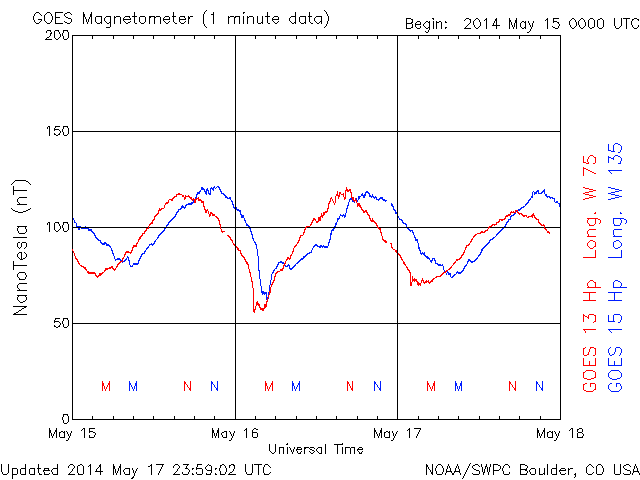 GOES Magnetometer (1 minute data)
Begin: 2014 May 15 0000 UTC
200
150
100
50
0
NanoTesla (nT)
M M N N M M N N M M N N
May 15 May 16 May 17 May 18
Universal Time
GOES 13 Hp Long. W 75
GOES 15 Hp Long. W 135
Updated 2014 May 17 23:59:02 UTC
NOAA/SWPC Boulder, CO USA